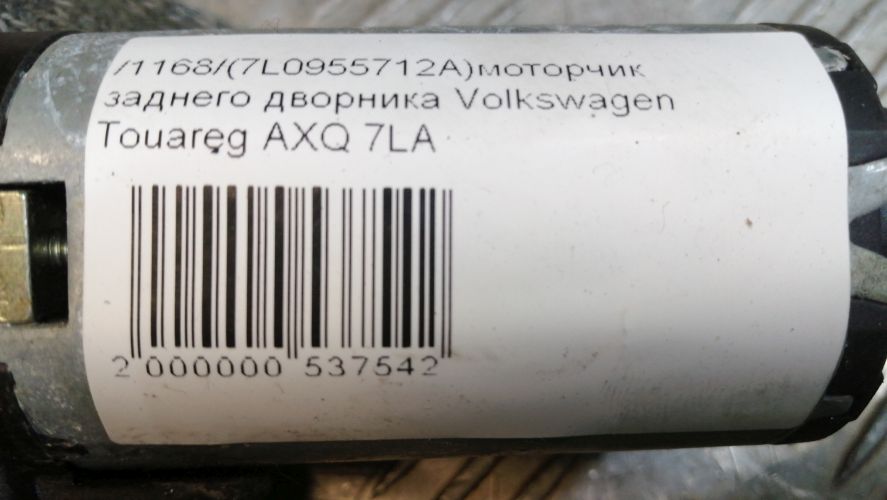 /1168/(7L0955712A)моторчик
заднего дворника Volkswagen
Touareg AXQ 7LA
2 000000 537542